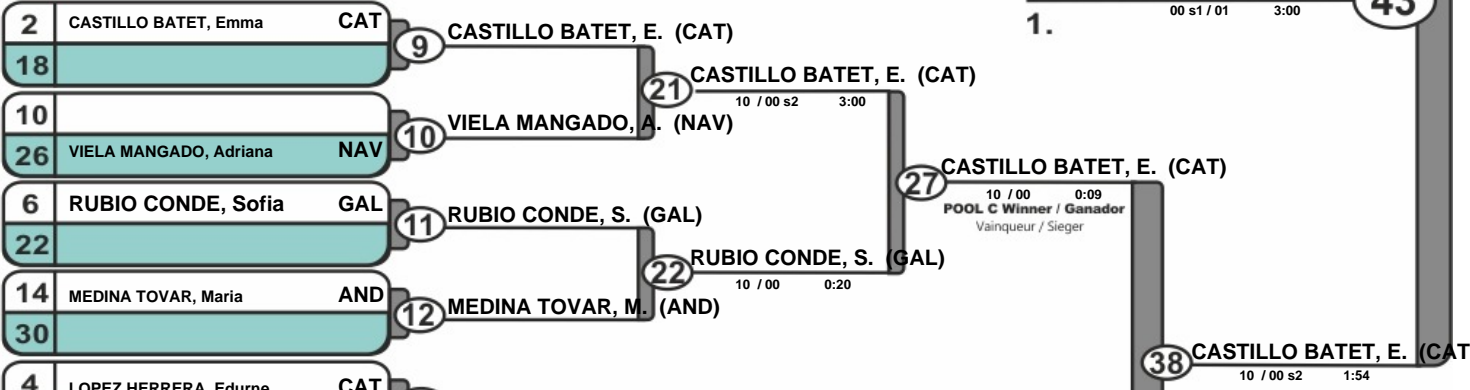 2 CASTILLO BATET, Emma CAT
18
10
26 VIELA MANGADO, Adriana NAV
6 RUBIO CONDE, Sofia GAL
22
14 MEDINA TOVAR, Maria AND
30
4 LOPEZ HERRERA, Edurne CAT
9 CASTILLO BATET, E. (CAT)
10 VIELA MANGADO, A. (NAV)
11 RUBIO CONDE, S. (GAL)
12 MEDINA TOVAR, M. (AND)
21 CASTILLO BATET, E. (CAT)
10 / 00 s2 3:00
22 RUBIO CONDE, S. (GAL)
10 / 00 0:20
27 CASTILLO BATET, E. (CAT)
10 / 00 0:09
POOL C Winner / Ganador
Vainqueur / Sieger
00 s1 / 01 3:00
43
1.
38 CASTILLO BATET, E. (CAT
10 / 00 s2 1:54